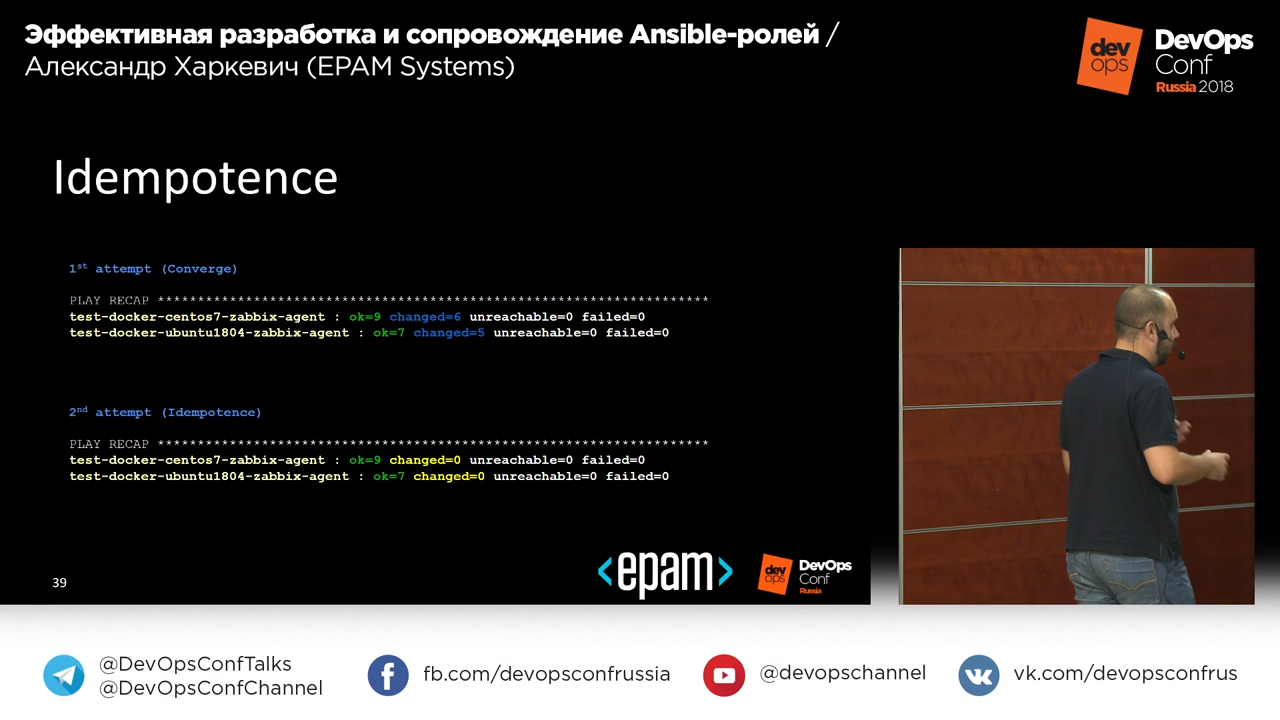 Эффективная разработка и сопровождение Ansible-ролей /
Александр Харкевич (EPAM Systems)
dev
ops
DevOps
Conf
Russia 2018
Idempotence
1st attempt (Converge)
PLAY RECAP *********************************************************************
test-docker-centos7-zabbix-agent : ok=9 changed=6 unreachable=0 failed=0
test-docker-ubuntu1804-zabbix-agent : ok=7 changed=5 unreachable=0 failed=0
2nd attempt (Idempotence)
PLAY RECAP *********************************************************************
test-docker-centos7-zabbix-agent : ok=9 changed=0 unreachable=0 failed=0
test-docker-ubuntu1804-zabbix-agent : ok=7 changed=0 unreachable=0 failed=0
39
<epam>
dev
ops
DevOps
Conf
Russia
@DevOpsConfTalks
@DevOpsConfChannel
fb.com/devopsconfrussia
@devopschannel
vk.com/devopsconfrus